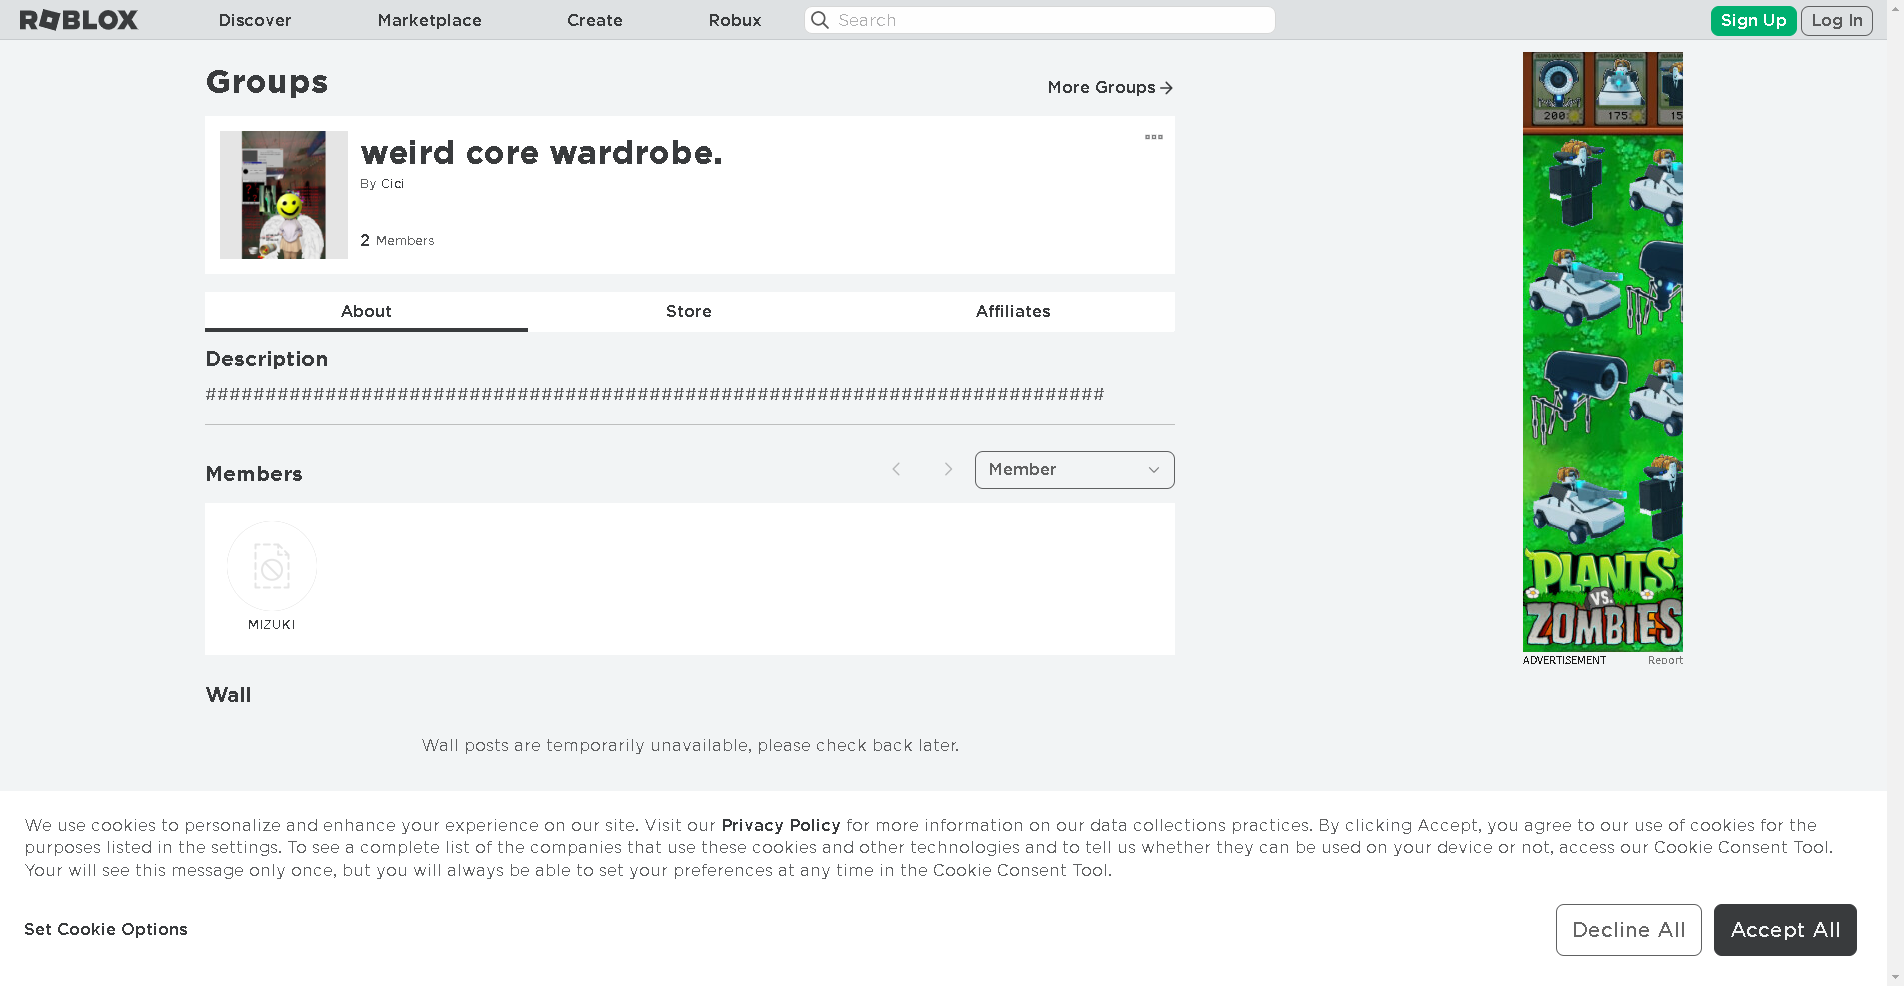 ROBLOX
Discover
Marketplace
Create
Robux
Search
Sign Up
Log In
Groups
More Groups
weird core wardrobe.
By Cici
2 Members
About
Store
Affiliates
Description
###########################################################################
Members
Member
MIZUKI
Wall
Wall posts are temporarily unavailable, please check back later.
200
175
15
PLANTS
VS.
ZOMBIES
ADVERTISEMENT
Report
We use cookies to personalize and enhance your experience on our site. Visit our Privacy Policy for more information on our data collections practices. By clicking Accept, you agree to our use of cookies for the
purposes listed in the settings. To see a complete list of the companies that use these cookies and other technologies and to tell us whether they can be used on your device or not, access our Cookie Consent Tool.
Your will see this message only once, but you will always be able to set your preferences at any time in the Cookie Consent Tool.
Set Cookie Options
Decline All
Accept All